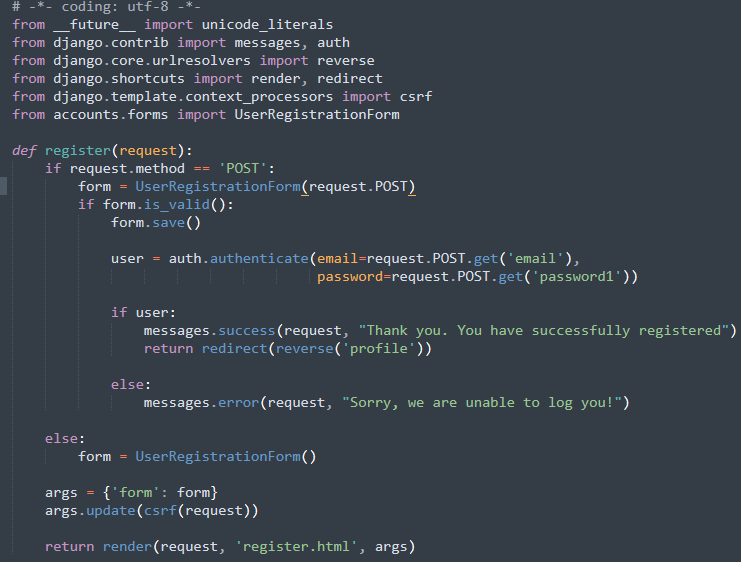 # -*- coding: utf-8 -*-
from __future__ import unicode_literals
from django.contrib import messages, auth
from django.core.urlresolvers import reverse
from django.shortcuts import render, redirect
from django.template.context_processors import csrf
from accounts.forms import UserRegistrationForm

def register(request):
    if request.method == 'POST':
        form = UserRegistrationForm(request.POST)
        if form.is_valid():
            form.save()

            user = auth.authenticate(email=request.POST.get('email'),
                                     password=request.POST.get('password1'))

            if user:
                messages.success(request, "Thank you. You have successfully registered")
                return redirect(reverse('profile'))

            else:
                messages.error(request, "Sorry, we are unable to log you!")

    else:
        form = UserRegistrationForm()

    args = {'form': form}
    args.update(csrf(request))

    return render(request, 'register.html', args)